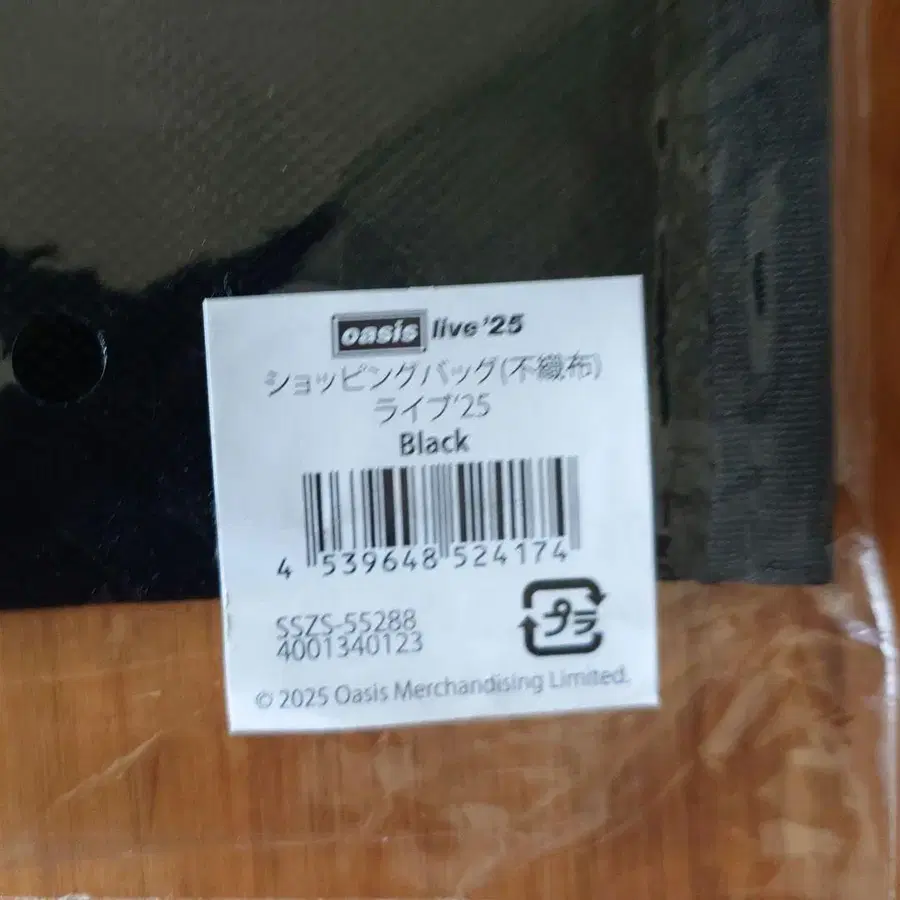 oasis live '25
ショッピングバッグ(不織布)
ライブ'25
Black
4 539648 524174
SSZS-55288
4001340123
プラ
© 2025 Oasis Merchandising Limited.